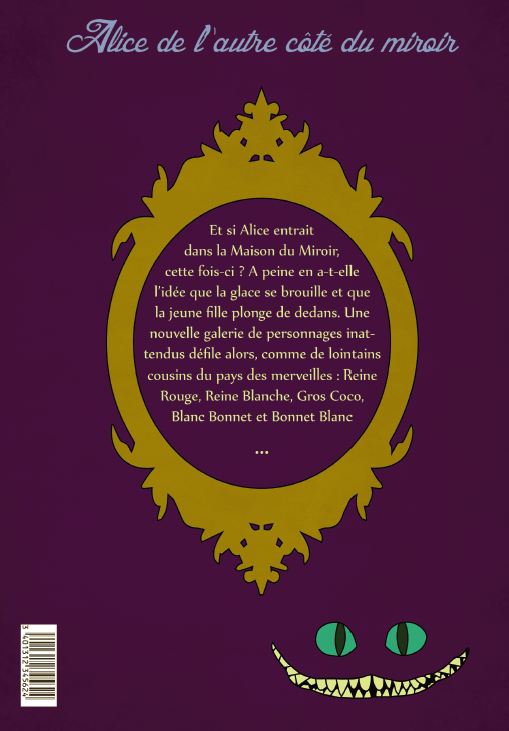 Alice de l'autre côté du miroir
Et si Alice entrait
dans la Maison du Miroir,
cette fois-ci ? A peine en a-t-elle
l'idée que la glace se brouille et que
la jeune fille plonge de dedans. Une
nouvelle galerie de personnages inat-
tendus défile alors, comme de lointains
cousins du pays des merveilles : Reine
Rouge, Reine Blanche, Gros Coco,
Blanc Bonnet et Bonnet Blanc
...
3401312345624